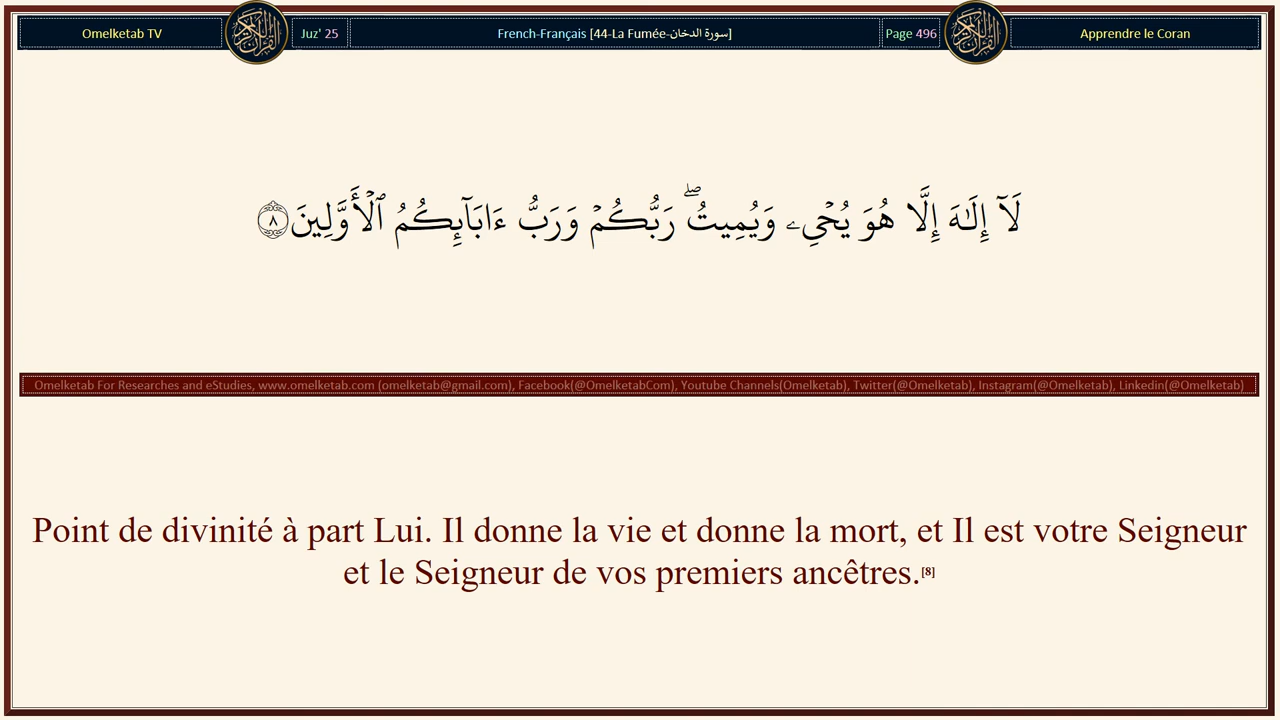 Omelketab TV
Juz' 25
French-Français [44-La Fumée-سورة الدخان]
Page 496
Apprendre le Coran
لَآ إِلَـٰهَ إِلَّا هُوَ يُحْىِۦ وَيُمِيتُ ۖ رَبُّكُمْ وَرَبُّ ءَابَآئِكُمُ ٱلْأَوَّلِينَ ٨
Omelketab For Researches and eStudies, www.omelketab.com (omelketab@gmail.com), Facebook(@OmelketabCom), Youtube Channels(Omelketab), Twitter(@Omelketab), Instagram(@Omelketab), Linkedin(@Omelketab)
Point de divinité à part Lui. Il donne la vie et donne la mort, et Il est votre Seigneur
et le Seigneur de vos premiers ancêtres.[8]